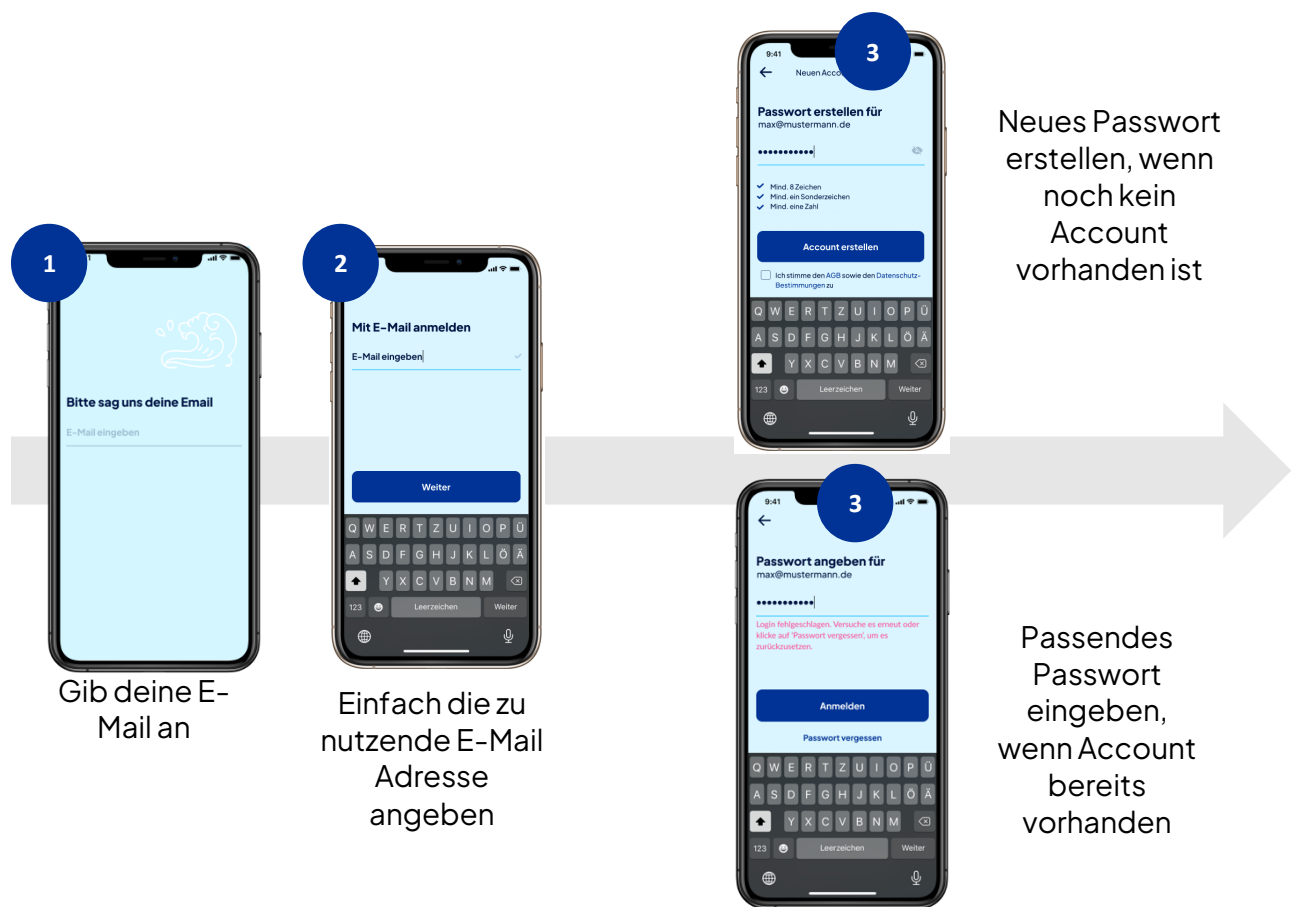 1
Bitte sag uns deine Email
E-Mail eingeben
Gib deine E-
Mail an
2
Mit E-Mail anmelden
E-Mail eingeben
Weiter
Q W E R T Z U I O P Ü
A S D F G H J K L Ö Ä
Y X C V B N M
123 Leerzeichen Weiter
Einfach die zu
nutzende E-Mail
Adresse
angeben
3
9:41
Neuen Acco
Passwort erstellen für
max@mustermann.de
Mind. 8 Zeichen
Mind. ein Sonderzeichen
Mind. eine Zahl
Account erstellen
Ich stimme den AGB sowie den Datenschutz-
Bestimmungen zu
Q W E R T Z U I O P Ü
A S D F G H J K L Ö Ä
Y X C V B N M
123 Leerzeichen Weiter
Neues Passwort
erstellen, wenn
noch kein
Account
vorhanden ist
3
9:41
Passwort angeben für
max@mustermann.de
Login fehlgeschlagen. Versuche es erneut oder
klicke auf 'Passwort vergessen', um es
zurückzusetzen.
Anmelden
Passwort vergessen
Q W E R T Z U I O P Ü
A S D F G H J K L Ö Ä
Y X C V B N M
123 Leerzeichen Weiter
Passendes
Passwort
eingeben,
wenn Account
bereits
vorhanden